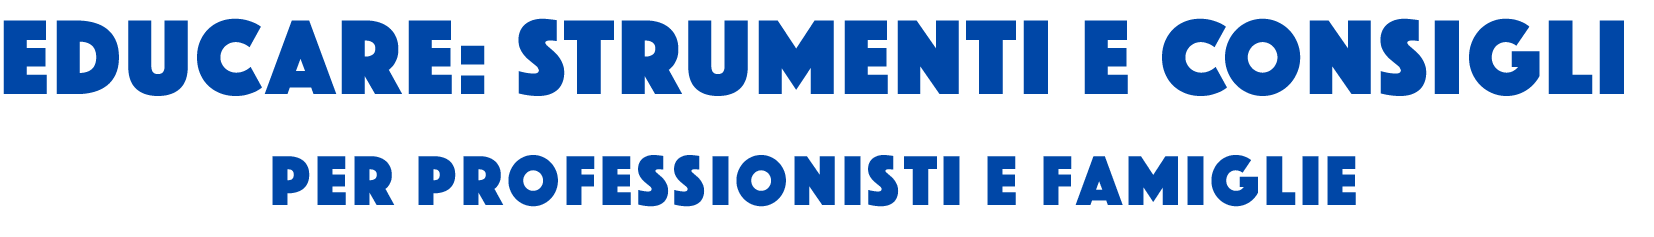 EDUCARE: STRUMENTI E CONSIGLI
PER PROFESSIONISTI E FAMIGLIE